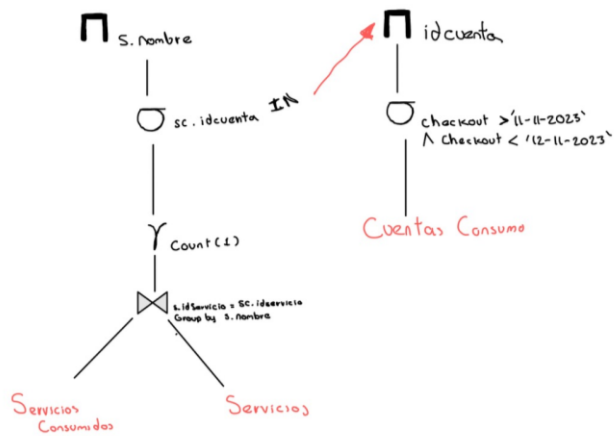 Π s.nombre
σ sc.idcuenta IN
γ Count(1)
⋈ s.idServicio = sc.idservicio
Group by s.nombre
Servicios
Consumidos
Servicios
Π idcuenta
σ checkout >'11-11-2023'
∧ Checkout < '12-11-2023'
Cuentas Consumo